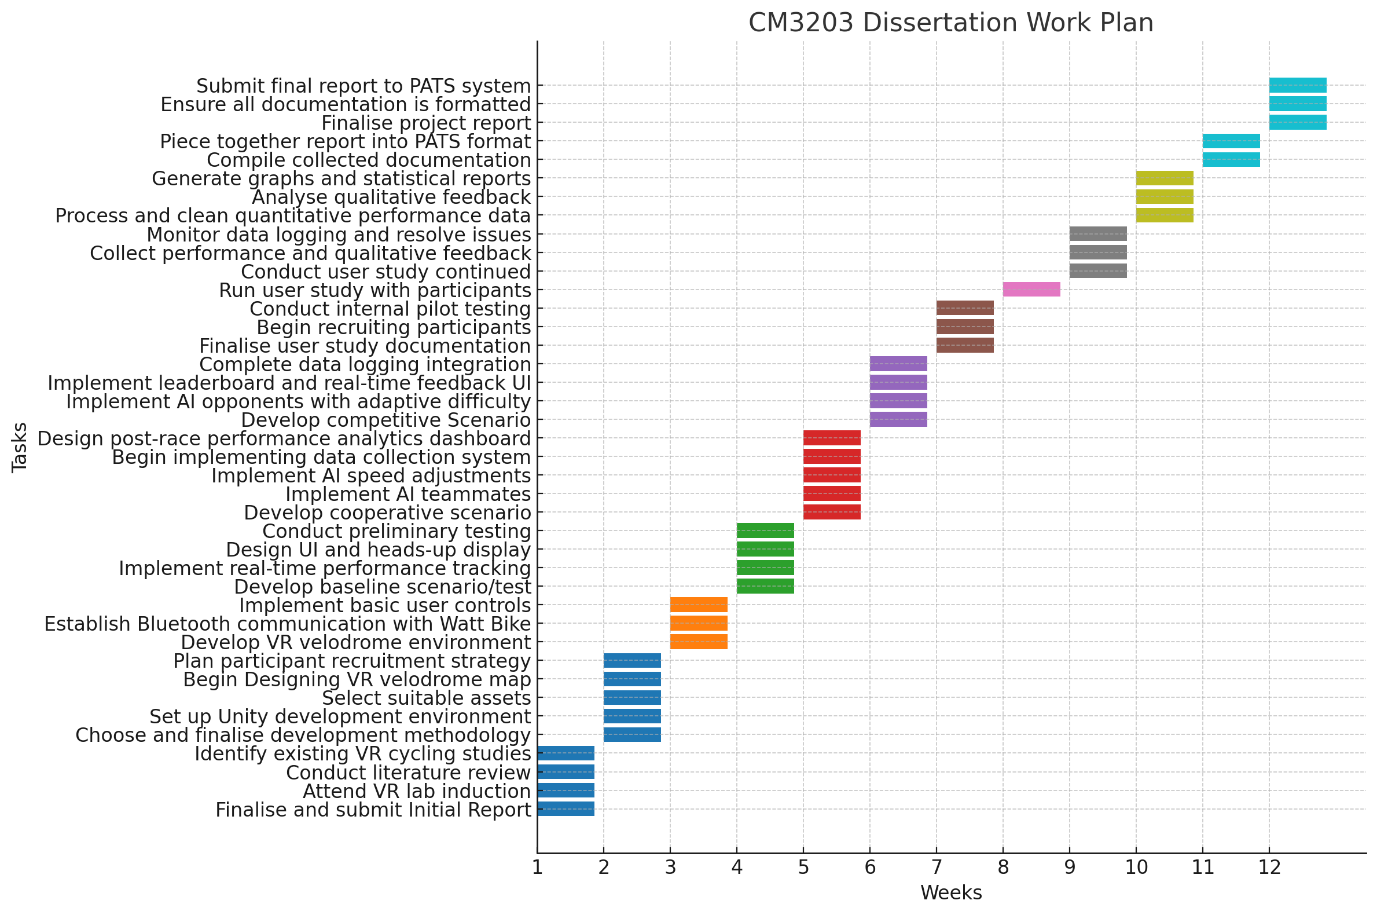 CM3203 Dissertation Work Plan
Submit final report to PATS system
Ensure all documentation is formatted
Finalise project report
Piece together report into PATS format
Compile collected documentation
Generate graphs and statistical reports
Analyse qualitative feedback
Process and clean quantitative performance data
Monitor data logging and resolve issues
Collect performance and qualitative feedback
Conduct user study continued
Run user study with participants
Conduct internal pilot testing
Begin recruiting participants
Finalise user study documentation
Complete data logging integration
Implement leaderboard and real-time feedback UI
Implement AI opponents with adaptive difficulty
Develop competitive Scenario
Design post-race performance analytics dashboard
Begin implementing data collection system
Implement AI speed adjustments
Implement AI teammates
Develop cooperative scenario
Conduct preliminary testing
Design UI and heads-up display
Implement real-time performance tracking
Develop baseline scenario/test
Implement basic user controls
Establish Bluetooth communication with Watt Bike
Develop VR velodrome environment
Plan participant recruitment strategy
Begin Designing VR velodrome map
Select suitable assets
Set up Unity development environment
Choose and finalise development methodology
Identify existing VR cycling studies
Conduct literature review
Attend VR lab induction
Finalise and submit Initial Report
Tasks
1 2 3 4 5 6 7 8 9 10 11 12
Weeks